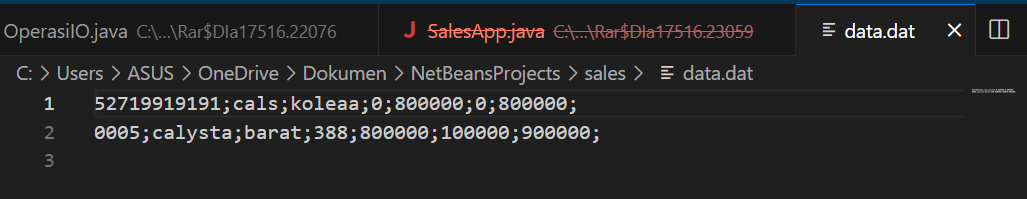 OperasiIO.java C:\...\Rar$DIa17516.22076 J SalesApp.java C:\...\Rar$DIa17516.23059 data.dat
C: > Users > ASUS > OneDrive > Dokumen > NetBeansProjects > sales > data.dat
1 52719919191;cals;koleaa;0;800000;0;800000;
2 0005;calysta;barat;388;800000;100000;900000;
3